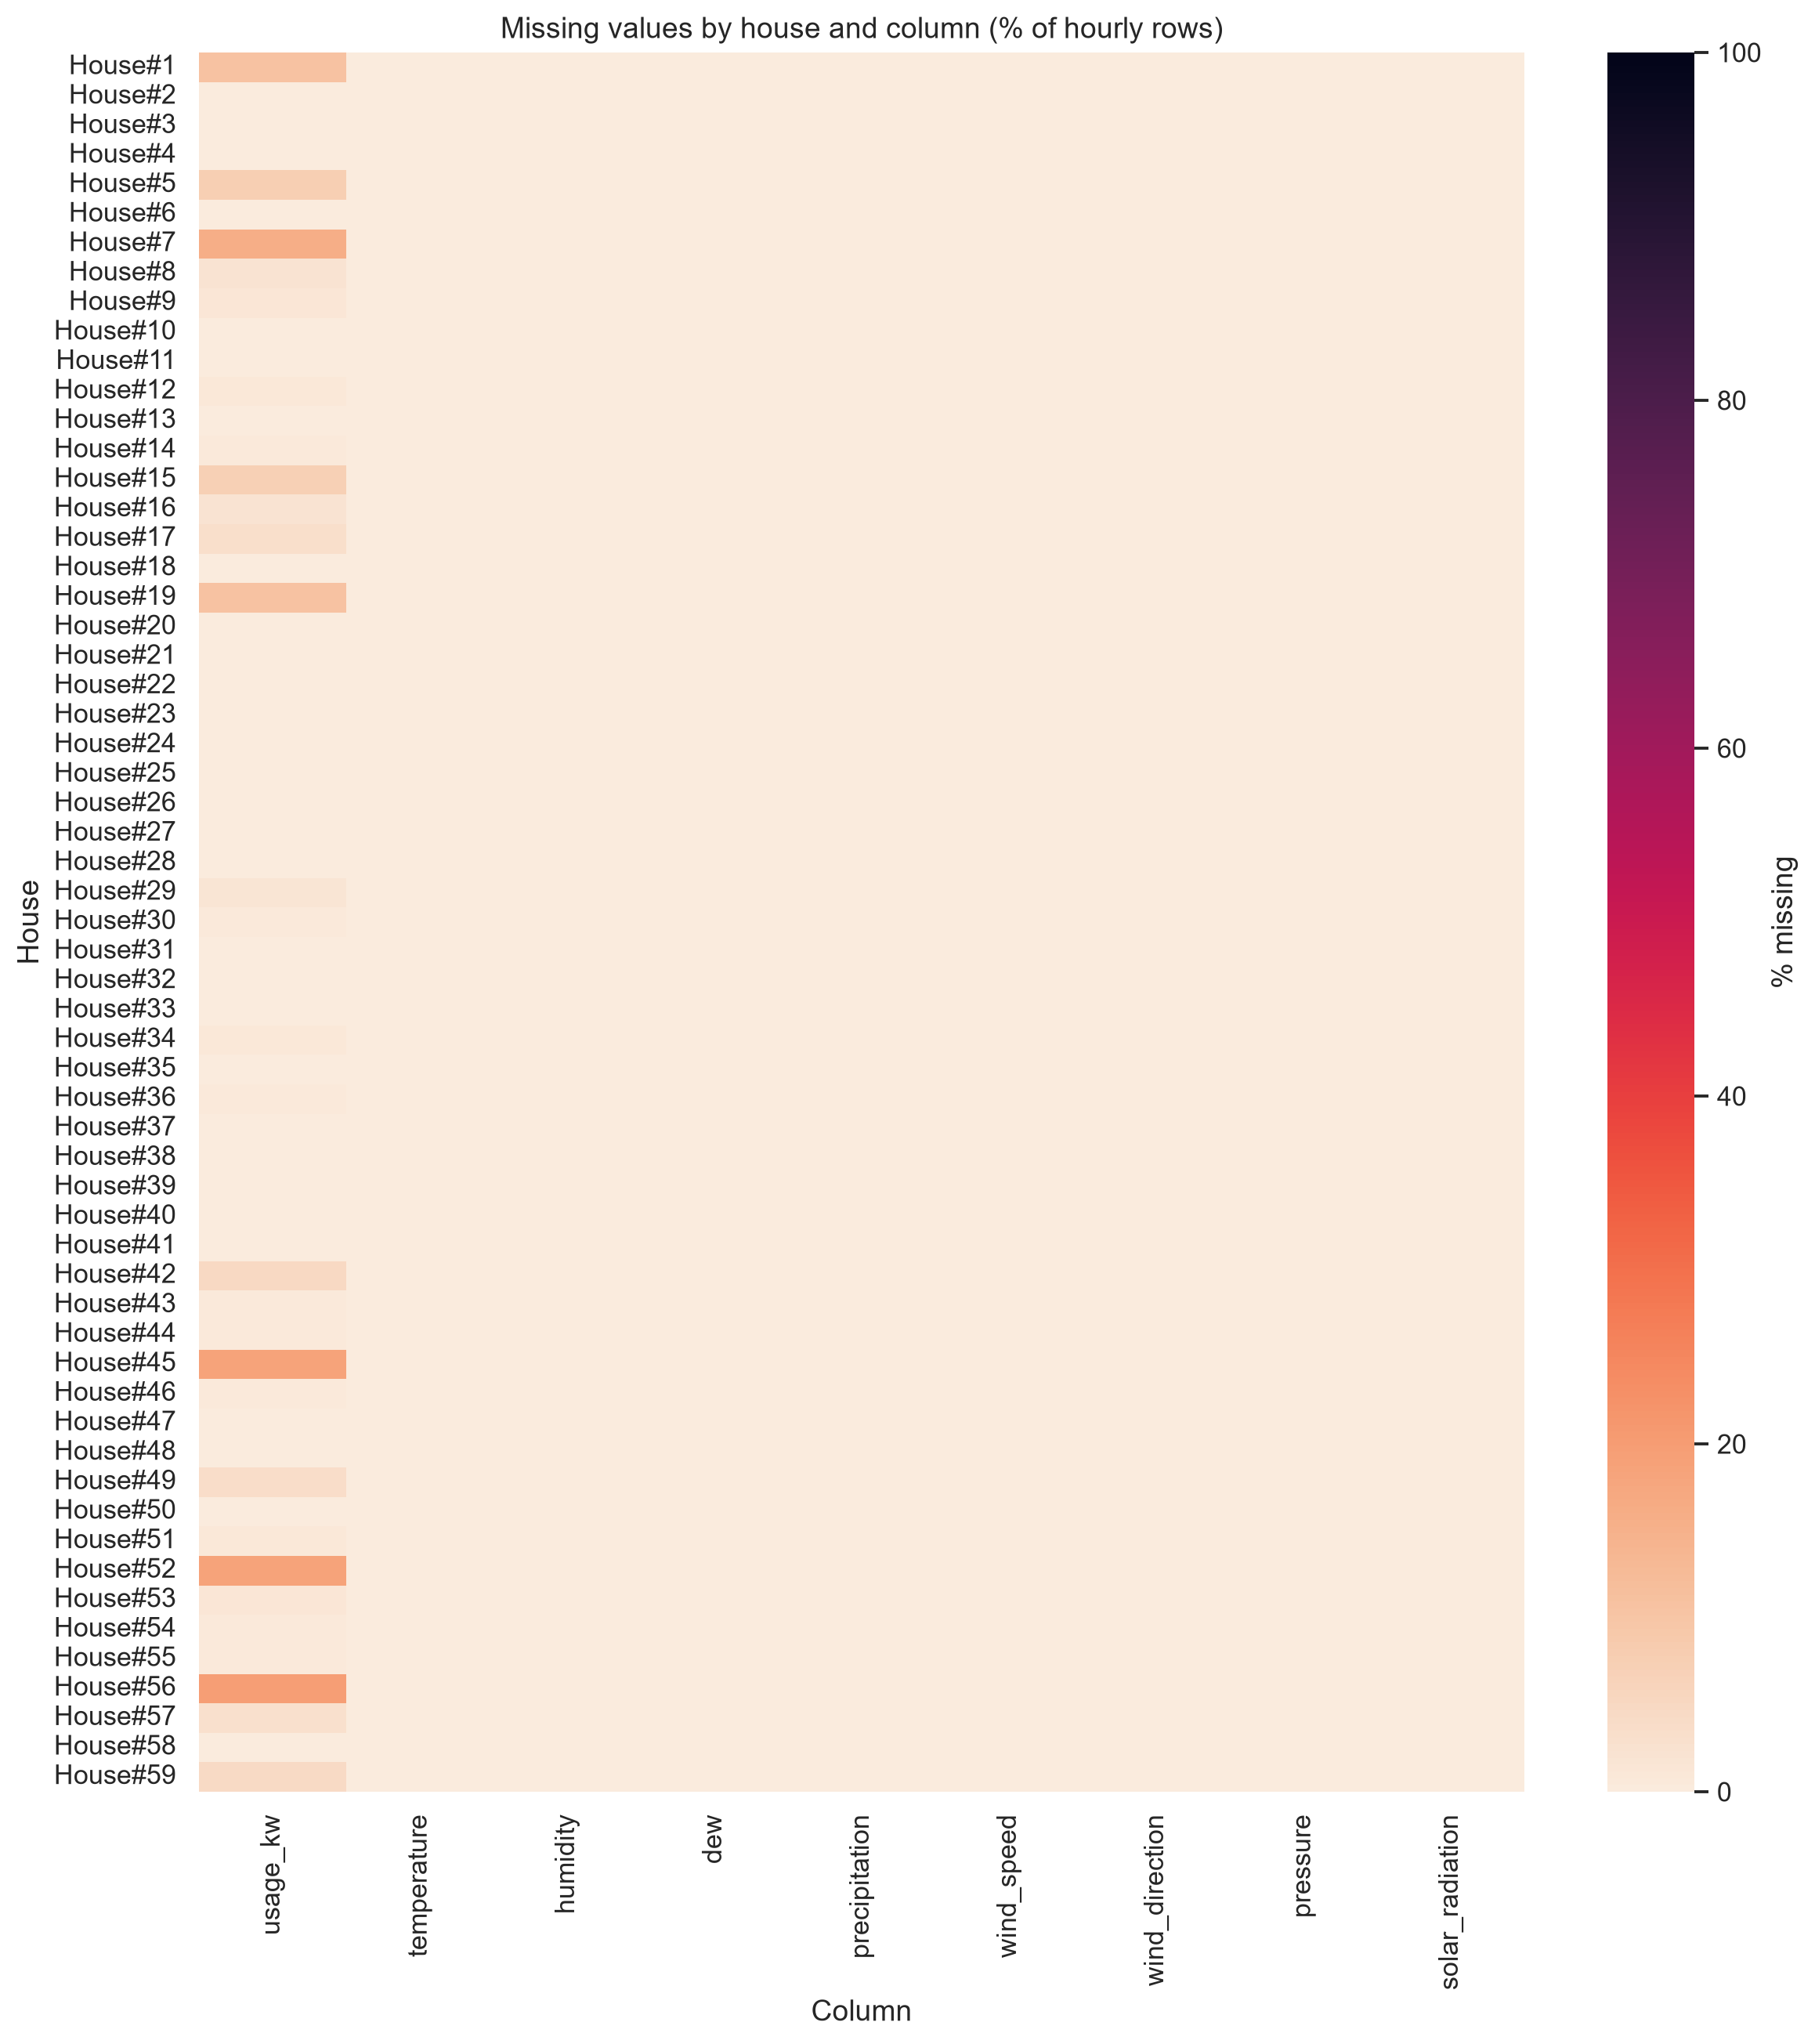 Missing values by house and column (% of hourly rows)
House#1
House#2
House#3
House#4
House#5
House#6
House#7
House#8
House#9
House#10
House#11
House#12
House#13
House#14
House#15
House#16
House#17
House#18
House#19
House#20
House#21
House#22
House#23
House#24
House#25
House#26
House#27
House#28
House#29
House#30
House#31
House#32
House#33
House#34
House#35
House#36
House#37
House#38
House#39
House#40
House#41
House#42
House#43
House#44
House#45
House#46
House#47
House#48
House#49
House#50
House#51
House#52
House#53
House#54
House#55
House#56
House#57
House#58
House#59
House
usage_kw
temperature
humidity
dew
precipitation
wind_speed
wind_direction
pressure
solar_radiation
Column
100
80
60
40
20
0
% missing